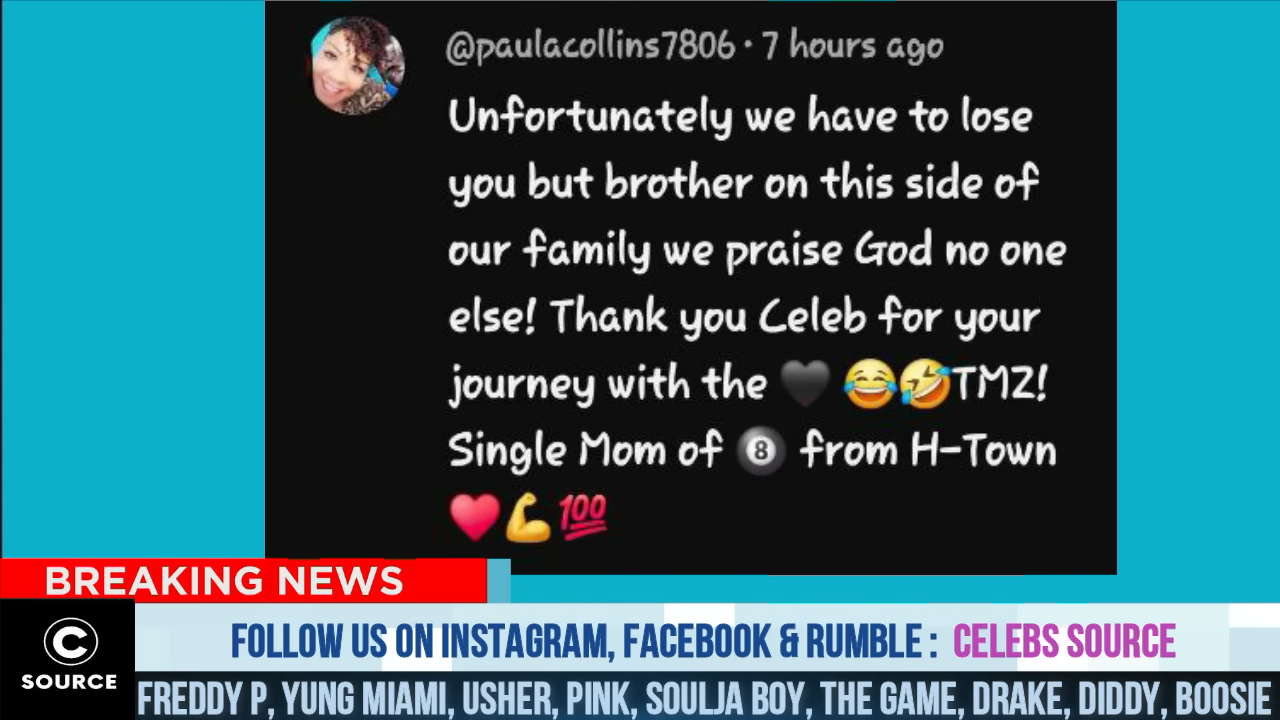 @paulacollins7806 · 7 hours ago
Unfortunately we have to lose
you but brother on this side of
our family we praise God no one
else! Thank you Celeb for your
journey with the 🖤 😂🤣TMZ!
Single Mom of 🎱 from H-Town
♥️💪💯
BREAKING NEWS
C
SOURCE
FOLLOW US ON INSTAGRAM, FACEBOOK & RUMBLE : CELEBS SOURCE
FREDDY P, YUNG MIAMI, USHER, PINK, SOULJA BOY, THE GAME, DRAKE, DIDDY, BOOSIE